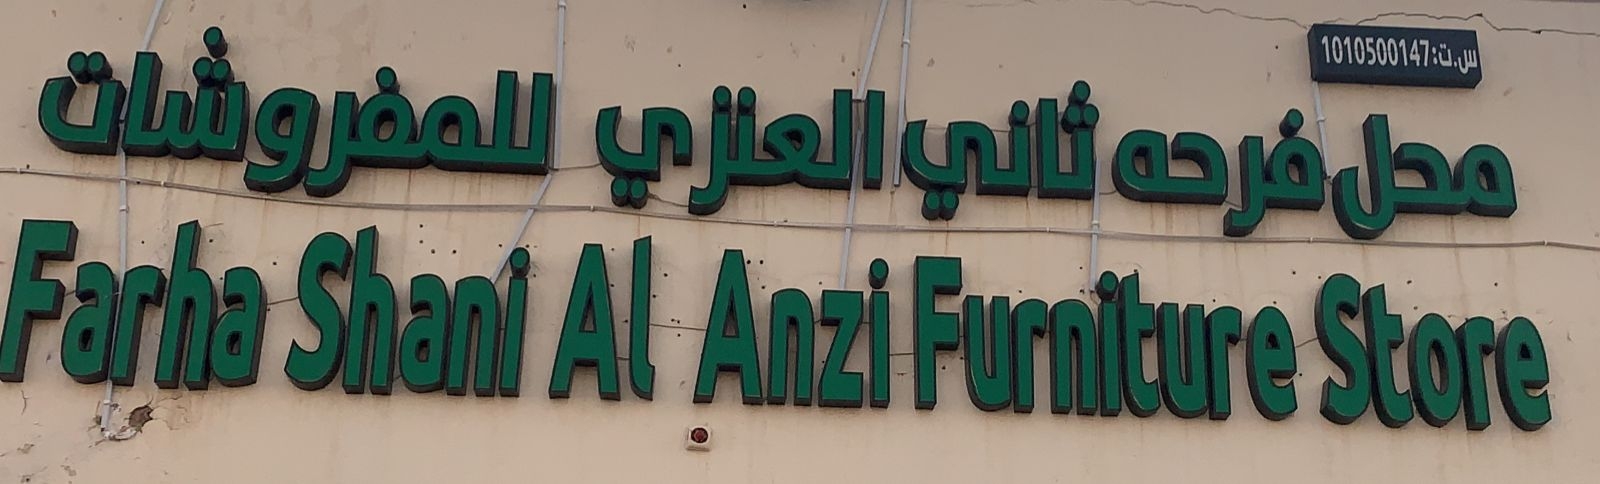 س.ت:1010500147
محل فرحه ثاني العنزي للمفروشات
Farha Shani Al Anzi Furniture Store